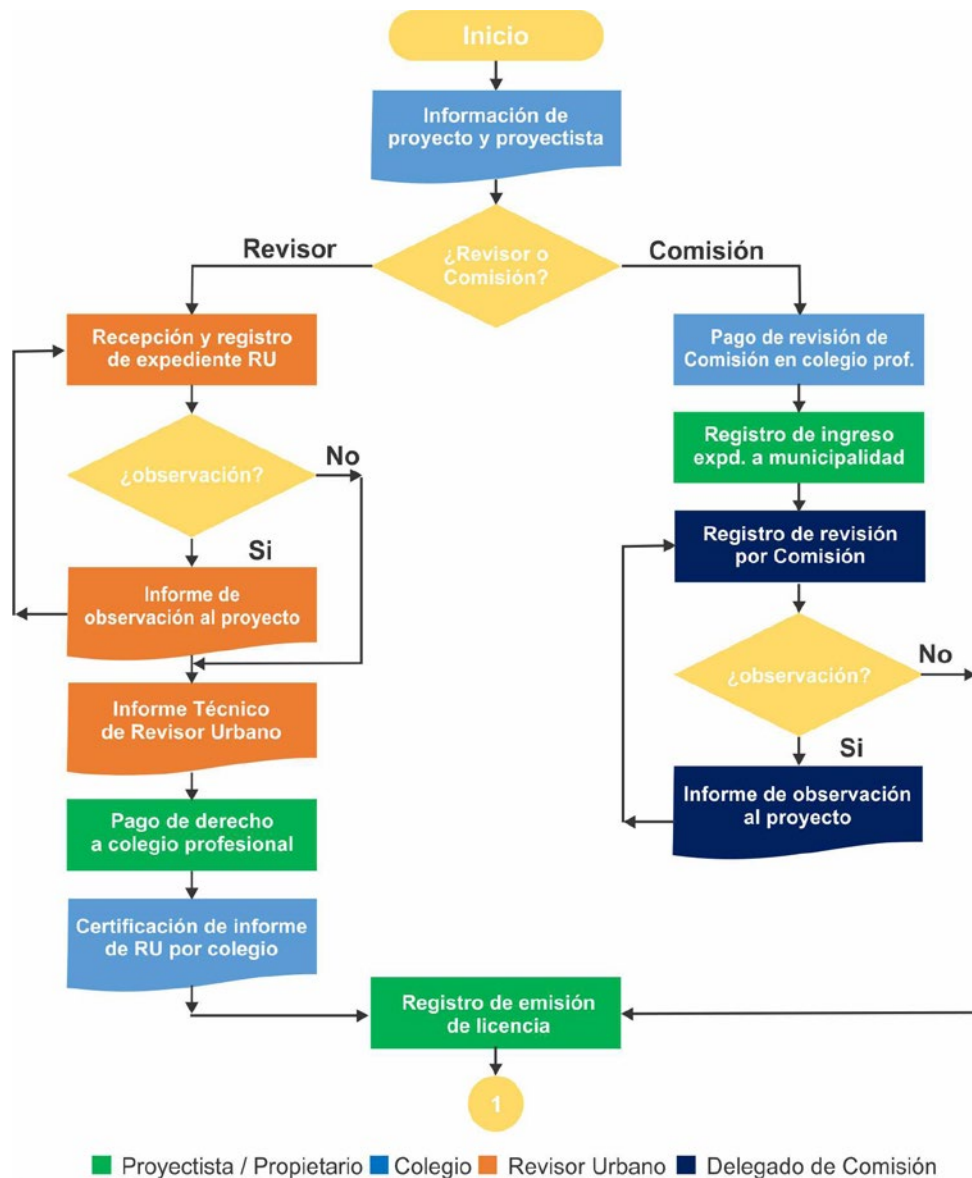 Inicio
Información de
proyecto y proyectista
¿Revisor o
Comisión?
Revisor
Comisión
Recepción y registro
de expediente RU
¿observación?
No
Si
Informe de
observación al proyecto
Informe Técnico
de Revisor Urbano
Pago de derecho
a colegio profesional
Certificación de informe
de RU por colegio
Pago de revisión de
Comisión en colegio prof.
Registro de ingreso
expd. a municipalidad
Registro de revisión
por Comisión
¿observación?
No
Si
Informe de observación
al proyecto
Registro de emisión
de licencia
1
Proyectista / Propietario Colegio Revisor Urbano Delegado de Comisión